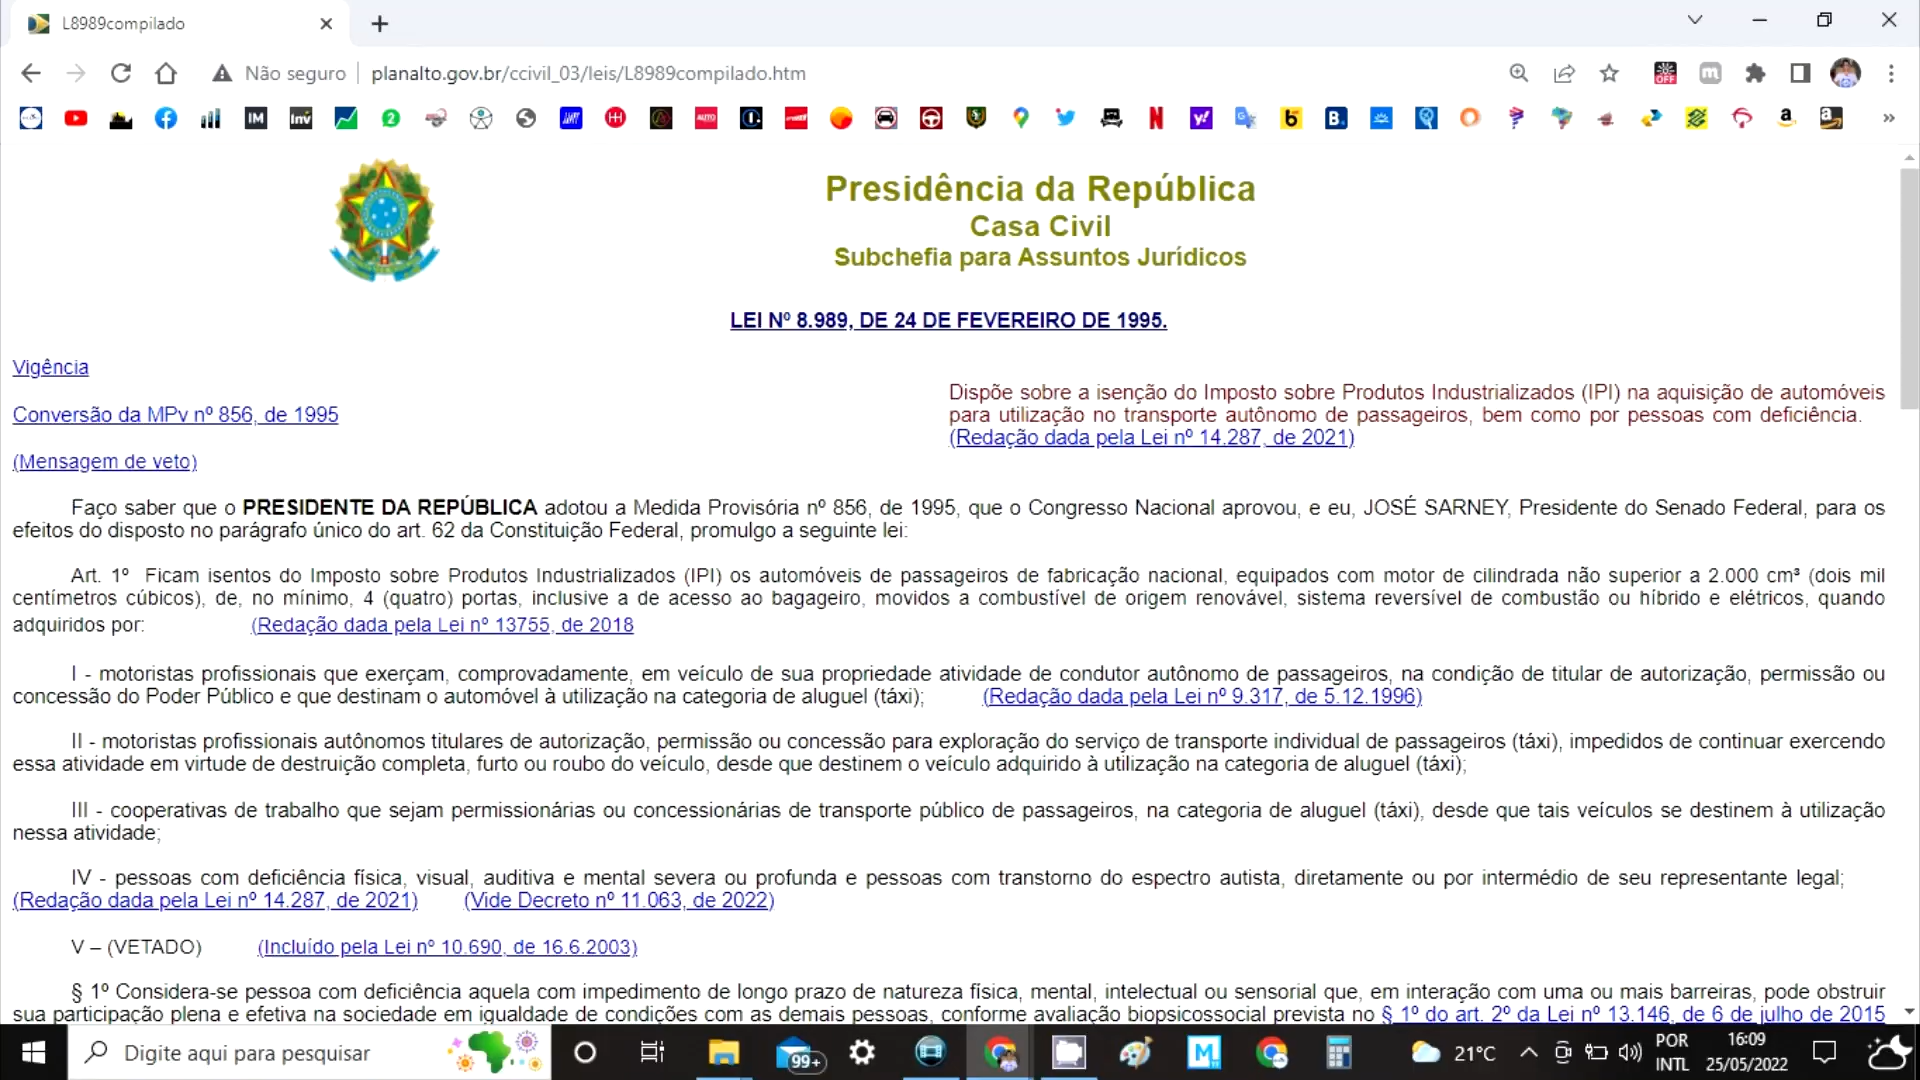 L8989compilado
Não seguro
planalto.gov.br/ccivil_03/leis/L8989compilado.htm
OFF
Presidência da República
Casa Civil
Subchefia para Assuntos Jurídicos
LEI Nº 8.989, DE 24 DE FEVEREIRO DE 1995.
Vigência
Dispõe sobre a isenção do Imposto sobre Produtos Industrializados (IPI) na aquisição de automóveis
para utilização no transporte autônomo de passageiros, bem como por pessoas com deficiência.
(Redação dada pela Lei nº 14.287, de 2021)
Conversão da MPv nº 856, de 1995
(Mensagem de veto)
Faço saber que o PRESIDENTE DA REPÚBLICA adotou a Medida Provisória nº 856, de 1995, que o Congresso Nacional aprovou, e eu, JOSÉ SARNEY, Presidente do Senado Federal, para os
efeitos do disposto no parágrafo único do art. 62 da Constituição Federal, promulgo a seguinte lei:
Art. 1º Ficam isentos do Imposto sobre Produtos Industrializados (IPI) os automóveis de passageiros de fabricação nacional, equipados com motor de cilindrada não superior a 2.000 cm³ (dois mil
centímetros cúbicos), de, no mínimo, 4 (quatro) portas, inclusive a de acesso ao bagageiro, movidos a combustível de origem renovável, sistema reversível de combustão ou híbrido e elétricos, quando
adquiridos por: (Redação dada pela Lei nº 13755, de 2018
I - motoristas profissionais que exerçam, comprovadamente, em veículo de sua propriedade atividade de condutor autônomo de passageiros, na condição de titular de autorização, permissão ou
concessão do Poder Público e que destinam o automóvel à utilização na categoria de aluguel (táxi); (Redação dada pela Lei nº 9.317, de 5.12.1996)
II - motoristas profissionais autônomos titulares de autorização, permissão ou concessão para exploração do serviço de transporte individual de passageiros (táxi), impedidos de continuar exercendo
essa atividade em virtude de destruição completa, furto ou roubo do veículo, desde que destinem o veículo adquirido à utilização na categoria de aluguel (táxi);
III - cooperativas de trabalho que sejam permissionárias ou concessionárias de transporte público de passageiros, na categoria de aluguel (táxi), desde que tais veículos se destinem à utilização
nessa atividade;
IV - pessoas com deficiência física, visual, auditiva e mental severa ou profunda e pessoas com transtorno do espectro autista, diretamente ou por intermédio de seu representante legal;
(Redação dada pela Lei nº 14.287, de 2021) (Vide Decreto nº 11.063, de 2022)
V – (VETADO) (Incluído pela Lei nº 10.690, de 16.6.2003)
§ 1º Considera-se pessoa com deficiência aquela com impedimento de longo prazo de natureza física, mental, intelectual ou sensorial que, em interação com uma ou mais barreiras, pode obstruir
sua participação plena e efetiva na sociedade em igualdade de condições com as demais pessoas, conforme avaliação biopsicossocial prevista no § 1º do art. 2º da Lei nº 13.146, de 6 de julho de 2015
Digite aqui para pesquisar
99+
21°C
POR
INTL
16:09
25/05/2022